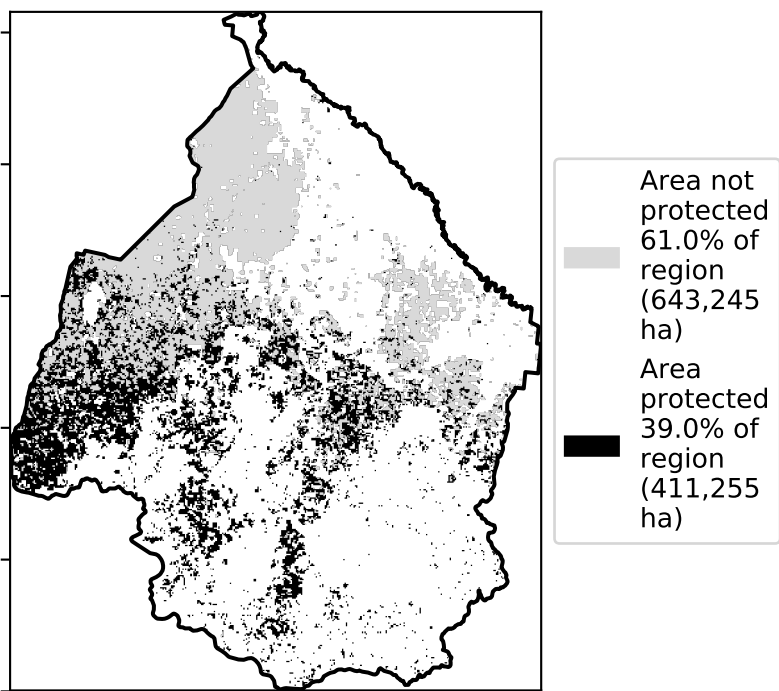 Area not
protected
61.0% of
region
(643,245
ha)
Area
protected
39.0% of
region
(411,255
ha)